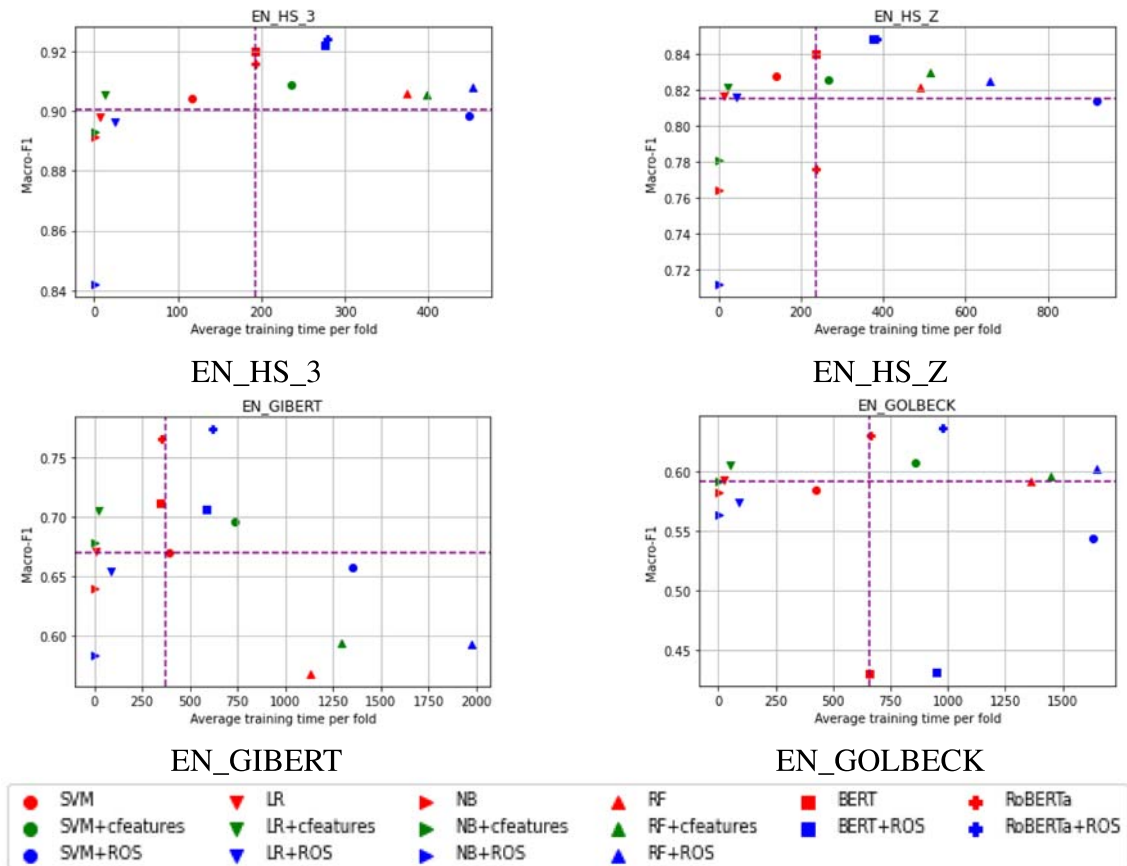 EN_HS_3
Macro-F1
0.92
0.90
0.88
0.86
0.84
0 100 200 300 400
Average training time per fold
EN_HS_3
EN_HS_Z
Macro-F1
0.84
0.82
0.80
0.78
0.76
0.74
0.72
0 200 400 600 800
Average training time per fold
EN_HS_Z
EN_GIBERT
Macro-F1
0.75
0.70
0.65
0.60
0 250 500 750 1000 1250 1500 1750 2000
Average training time per fold
EN_GIBERT
EN_GOLBECK
Macro-F1
0.60
0.55
0.50
0.45
0 250 500 750 1000 1250 1500
Average training time per fold
EN_GOLBECK
SVM LR NB RF BERT RoBERTa
SVM+cfeatures LR+cfeatures NB+cfeatures RF+cfeatures BERT+ROS RoBERTa+ROS
SVM+ROS LR+ROS NB+ROS RF+ROS